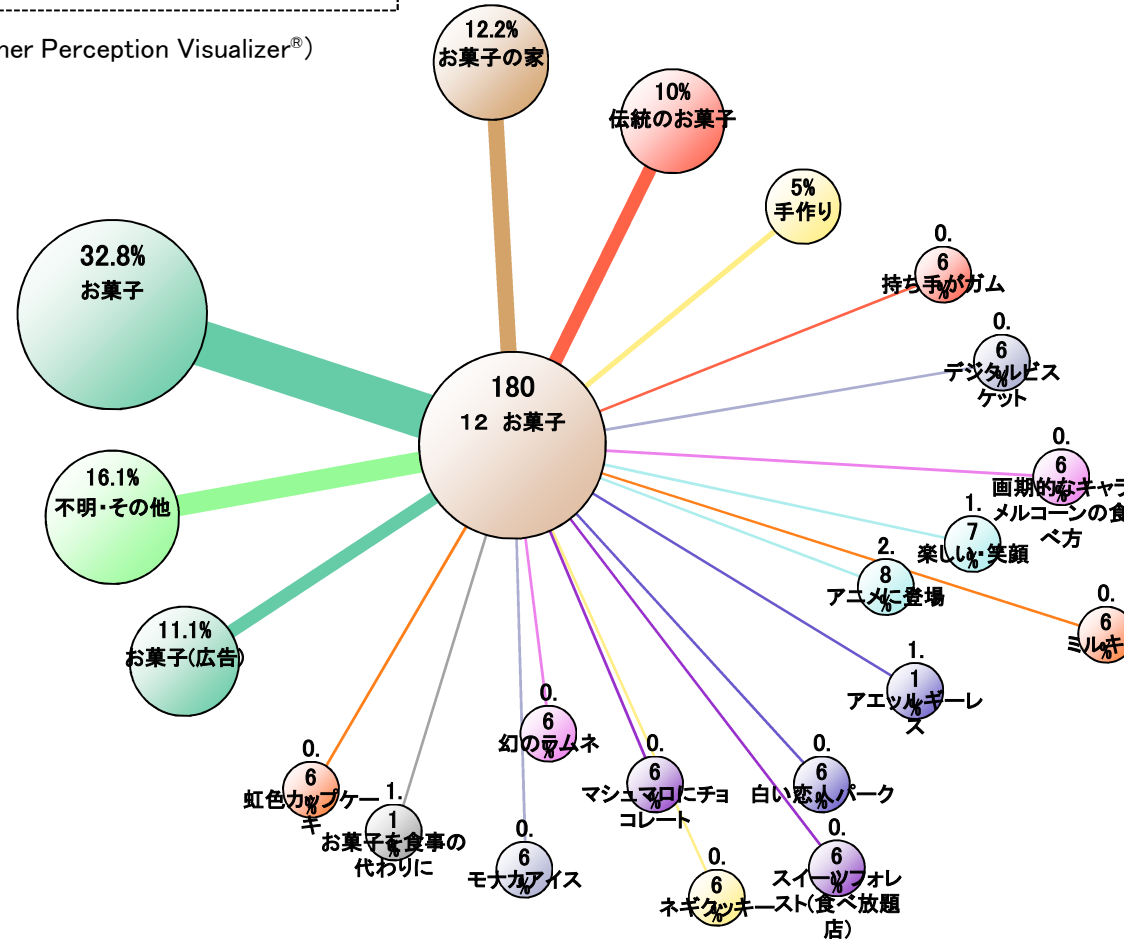 ner Perception Visualizer®)
12.2%
お菓子の家
10%
伝統のお菓子
5%
手作り
0.
6
%
持ち手がガム
0.
6
%
デジタルビス
ケット
32.8%
お菓子
180
12 お菓子
0.
6
%
画期的なキャラ
メルコーンの食
べ方
16.1%
不明・その他
1.
7
%
楽しい・笑顔
2.
8
%
アニメに登場
0.
6
%
ミルキ
11.1%
お菓子(広告)
1.
1
%
0.
6
%
幻のラムネ
0.
6
%
虹色カップケー
キ
1.
1
%
お菓子を食事の
代わりに
0.
6
%
マシュマロにチョ
コレート
0.
6
%
白い恋人パーク
0.
6
%
モナカアイス
0.
6
%
ネギクッキー
0.
6
%
スイーツフォレ
スト(食べ放題
店)